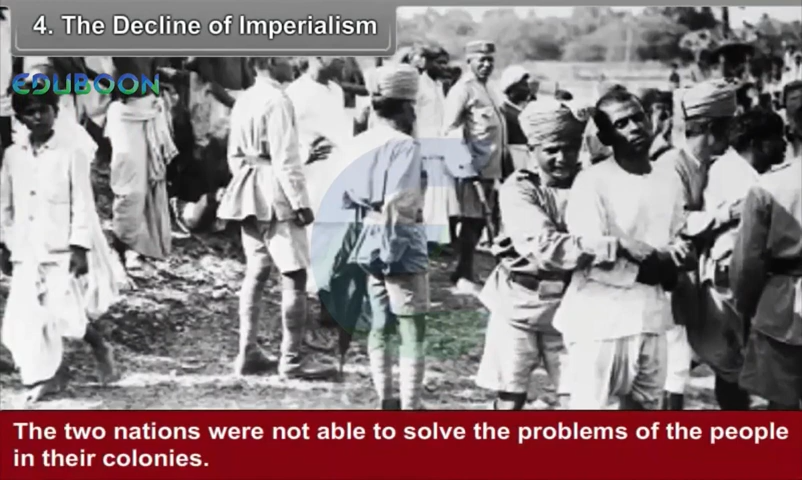 4. The Decline of Imperialism
EDUBOON
The two nations were not able to solve the problems of the people
in their colonies.